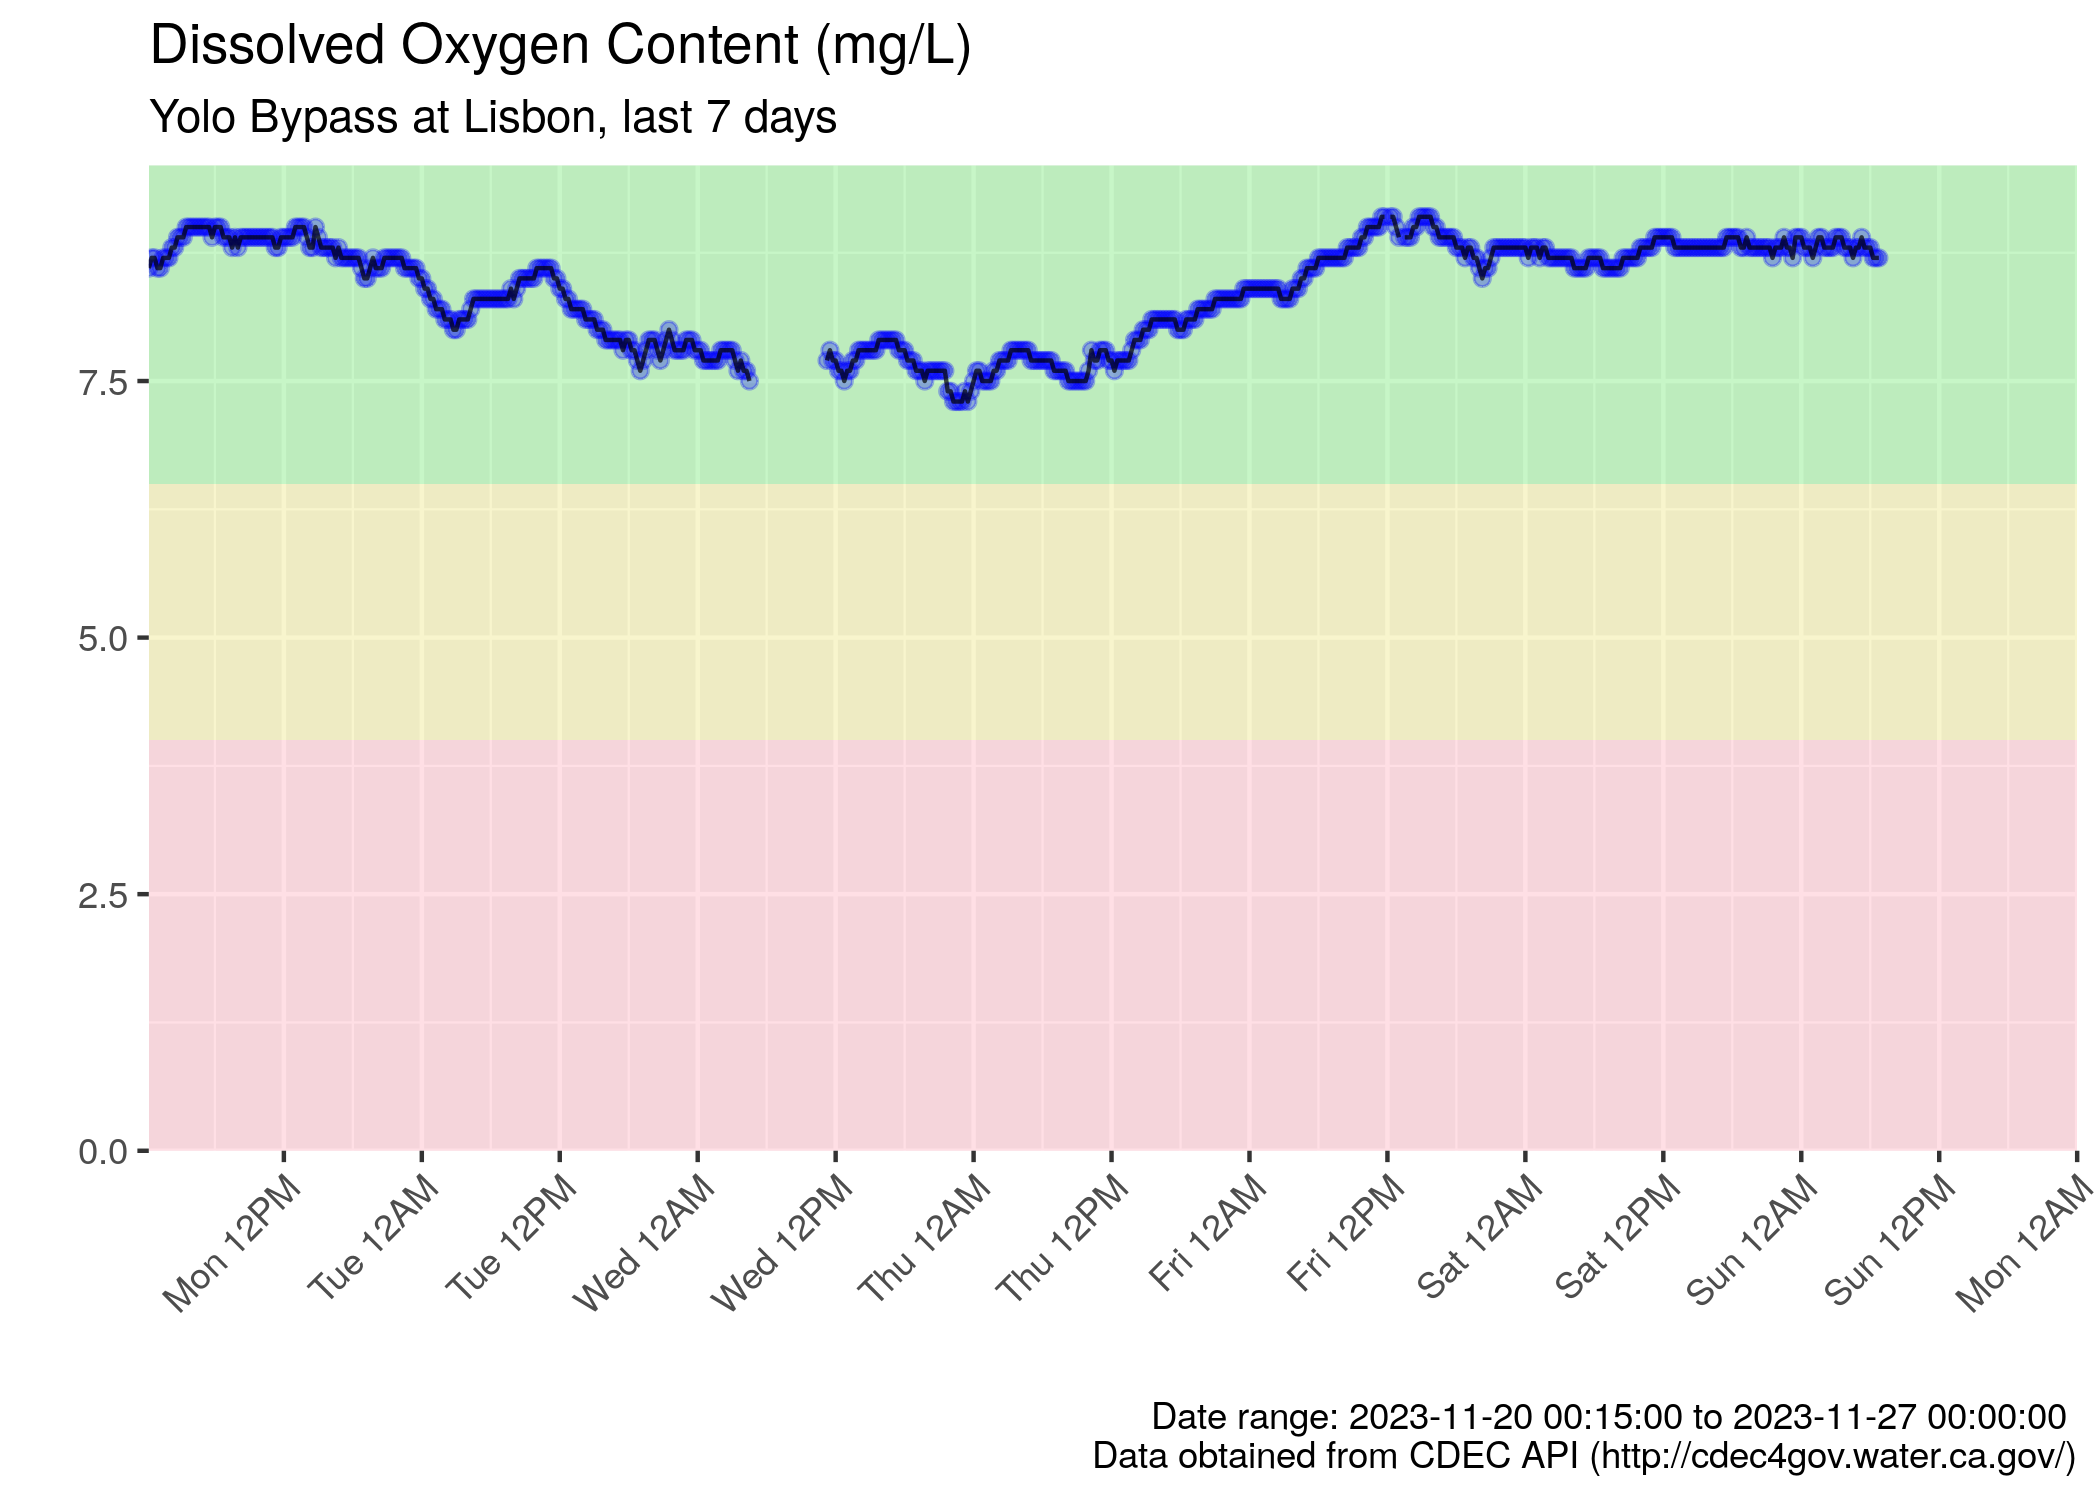 Dissolved Oxygen Content (mg/L)
Yolo Bypass at Lisbon, last 7 days
7.5
5.0
2.5
0.0
Mon 12PM
Tue 12AM
Tue 12PM
Wed 12AM
Wed 12PM
Thu 12AM
Thu 12PM
Fri 12AM
Fri 12PM
Sat 12AM
Sat 12PM
Sun 12AM
Sun 12PM
Mon 12AM
Date range: 2023-11-20 00:15:00 to 2023-11-27 00:00:00
Data obtained from CDEC API (http://cdec4gov.water.ca.gov/)